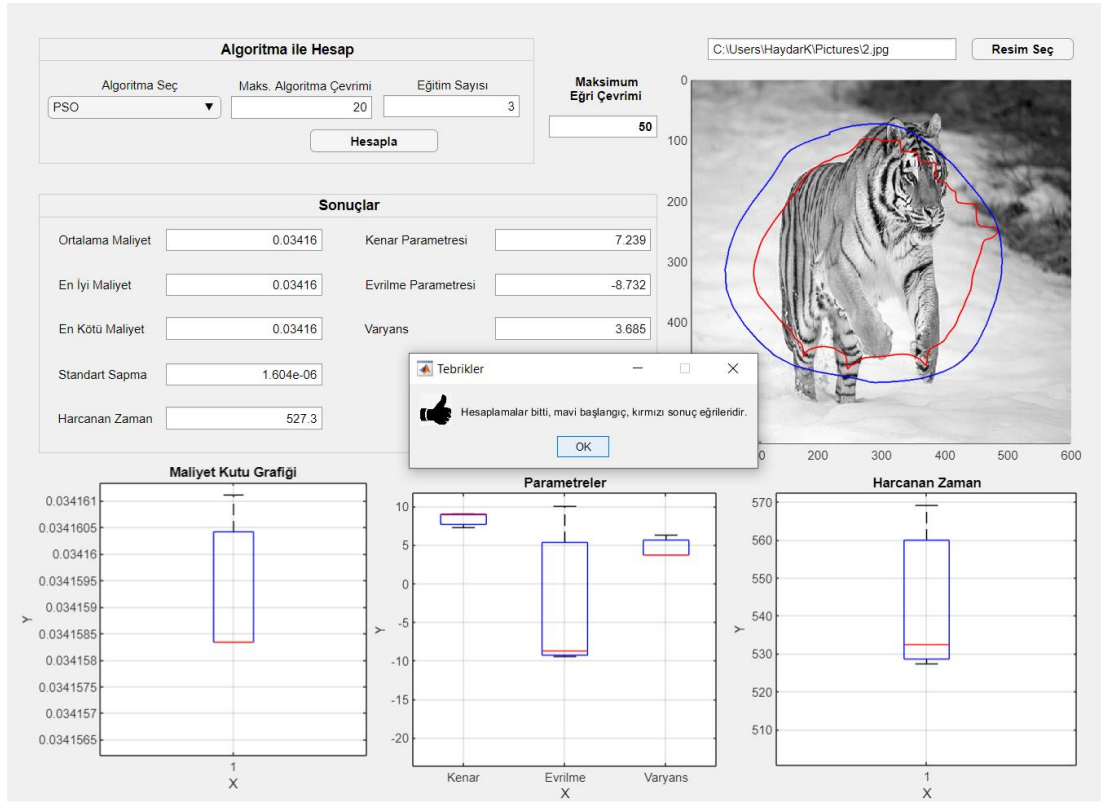 Algoritma ile Hesap
Algoritma Seç
Maks. Algoritma Çevrimi
Eğitim Sayısı
PSO
20
3
Hesapla
Maksimum
Eğri Çevrimi
50
C:\Users\HaydarK\Pictures\2.jpg
Resim Seç
0
100
200
300
400
0
200
300
400
500
600
Sonuçlar
Ortalama Maliyet
0.03416
Kenar Parametresi
7.239
En İyi Maliyet
0.03416
Evrilme Parametresi
-8.732
En Kötü Maliyet
0.03416
Varyans
3.685
Standart Sapma
1.604e-06
Harcanan Zaman
527.3
Tebrikler
Hesaplamalar bitti, mavi başlangıç, kırmızı sonuç eğrileridir.
OK
Maliyet Kutu Grafiği
0.034161
0.0341605
0.03416
0.0341595
0.034159
0.0341585
0.034158
0.0341575
0.034157
0.0341565
Y
1
X
Parametreler
10
5
0
-5
-10
-15
-20
Y
Kenar
Evrilme
Varyans
X
Harcanan Zaman
570
560
550
540
530
520
510
Y
1
X